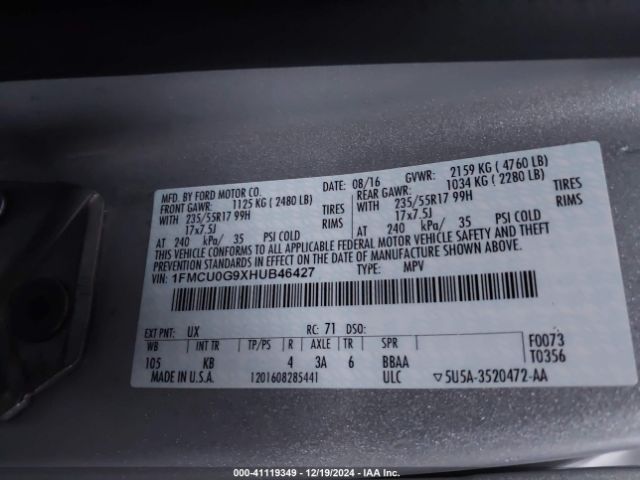 MFD. BY FORD MOTOR CO.
DATE: 08/16 GVWR: 2159 KG ( 4760 LB)
FRONT GAWR: 1125 KG ( 2480 LB) REAR GAWR: 1034 KG ( 2280 LB)
WITH 235/55R17 99H TIRES WITH 235/55R17 99H TIRES
17x7.5J RIMS 17x7.5J RIMS
AT 240 kPa/ 35 PSI COLD AT 240 kPa/ 35 PSI COLD
THIS VEHICLE CONFORMS TO ALL APPLICABLE FEDERAL MOTOR VEHICLE SAFETY AND THEFT
PREVENTION STANDARDS IN EFFECT ON THE DATE OF MANUFACTURE SHOWN ABOVE.
VIN: 1FMCU0G9XHUB46427 TYPE: MPV
EXT PNT: UX RC: 71 DSO:
WB INT TR TP/PS R AXLE TR SPR F0073
105 KB 4 3A 6 BBAA T0356
MADE IN U.S.A. 1201608285441 ULC ▽5U5A-3520472-AA
000-41119349 - 12/19/2024 - IAA Inc.